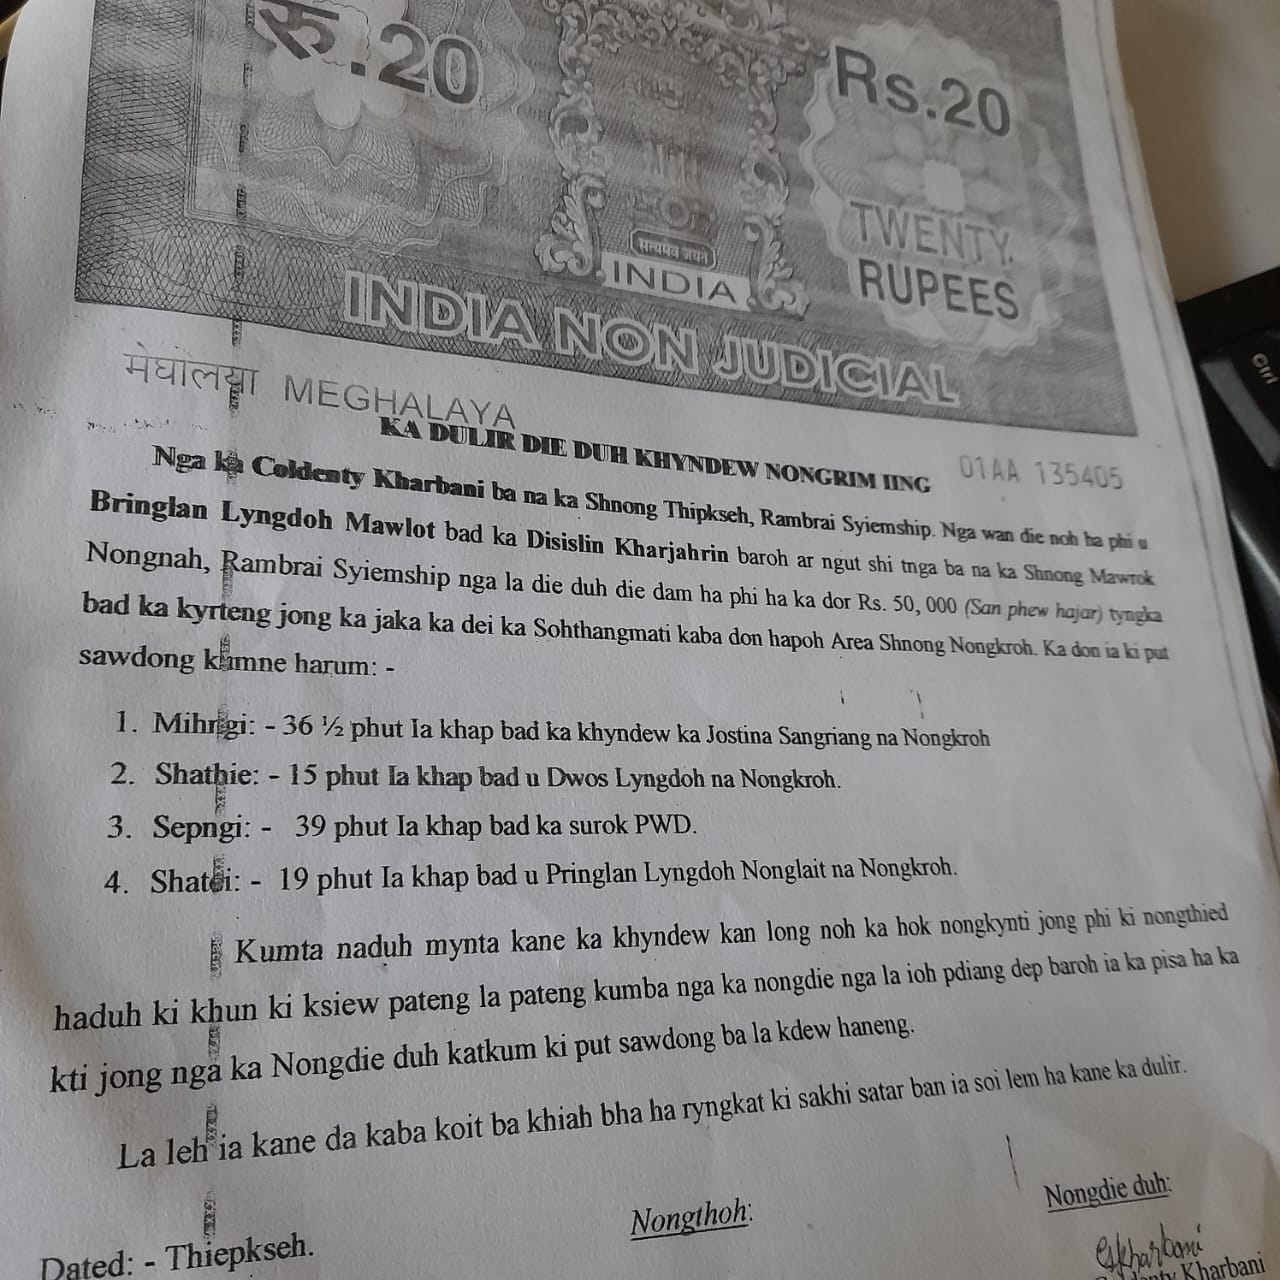 रु.20
Rs.20
TWENTY
RUPEES
सत्यमेव जयते
INDIA
INDIA NON JUDICIAL
मेघालया MEGHALAYA
01AA 135405
KA DULIR DIE DUH KHYNDEW NONGRIM IING
Nga ka Coldenty Kharbani ba na ka Shnong Thipkseh, Rambrai Syiemship. Nga wan die noh ha phi u
Bringlan Lyngdoh Mawlot bad ka Disislin Kharjahrin baroh ar ngut shi tnga ba na ka Shnong Mawrok
Nongnah, Rambrai Syiemship nga la die duh die dam ha phi ha ka dor Rs. 50, 000 (San phew hajar) tyngka
bad ka kyrteng jong ka jaka ka dei ka Sohthangmati kaba don hapoh Area Shnong Nongkroh. Ka don ia ki put
sawdong kumne harum: -
1. Mihngi: - 36 ½ phut Ia khap bad ka khyndew ka Jostina Sangriang na Nongkroh
2. Shathie: - 15 phut Ia khap bad u Dwos Lyngdoh na Nongkroh.
3. Sepngi: - 39 phut Ia khap bad ka surok PWD.
4. Shatei: - 19 phut Ia khap bad u Pringlan Lyngdoh Nonglait na Nongkroh.
Kumta naduh mynta kane ka khyndew kan long noh ka hok nongkynti jong phi ki nongthied
haduh ki khun ki ksiew pateng la pateng kumba nga ka nongdie nga la ioh pdiang dep baroh ia ka pisa ha ka
kti jong nga ka Nongdie duh katkum ki put sawdong ba la kdew haneng.
La leh ia kane da kaba koit ba khiah bha ha ryngkat ki sakhi satar ban ia soi lem ha kane ka dulir.
Nongdie duh:
Nongthoh:
Dated: - Thiepkseh.
Kharbani
Ctrl